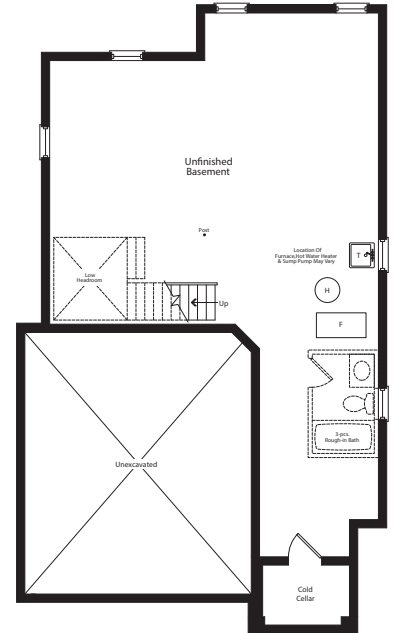 Unfinished
Basement
Post
Location Of
Furnace,Hot Water Heater
& Sump Pump May Vary
T
Low
Headroom
H
Up
F
3-pcs.
Rough-in Bath
Unexcavated
Cold
Cellar